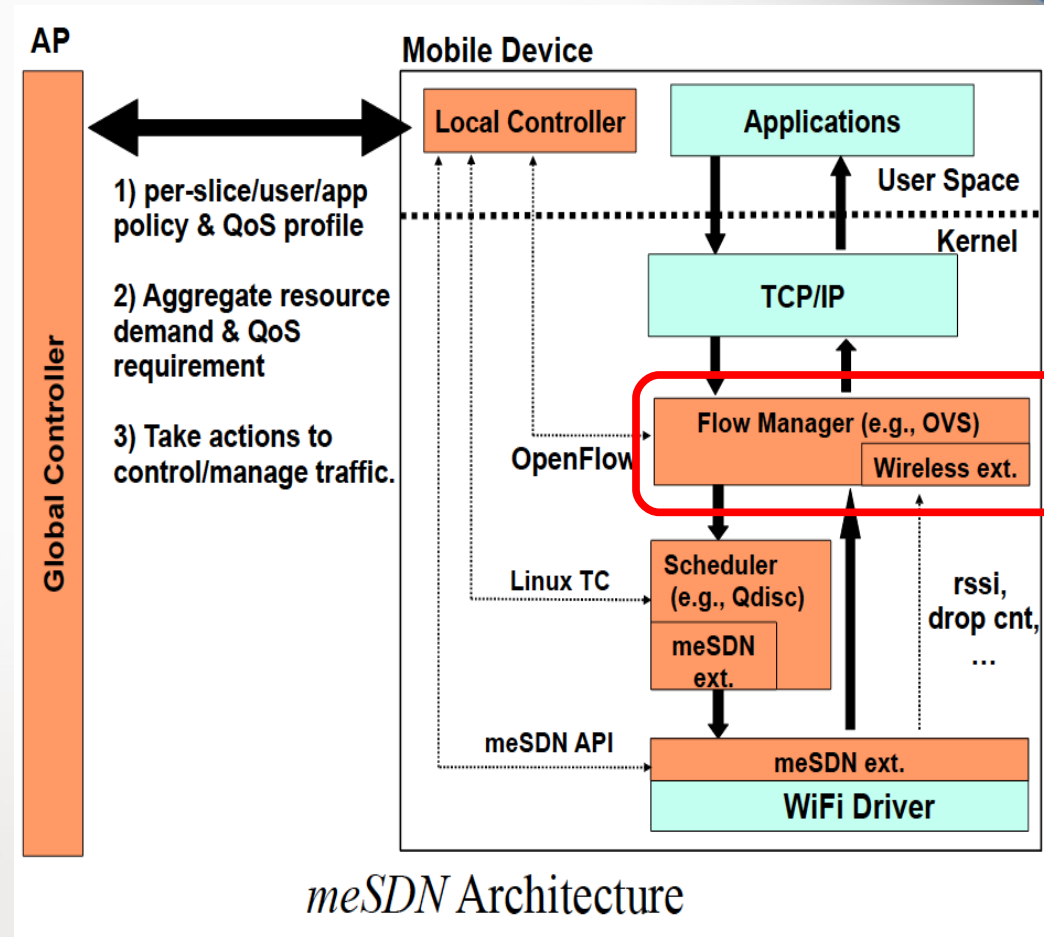 AP
Mobile Device
Global Controller
1) per-slice/user/app
policy & QoS profile
2) Aggregate resource
demand & QoS
requirement
3) Take actions to
control/manage traffic.
Local Controller
Applications
User Space
Kernel
TCP/IP
Flow Manager (e.g., OVS)
Wireless ext.
OpenFlow
Scheduler
(e.g., Qdisc)
meSDN
ext.
Linux TC
rssi,
drop cnt,
...
meSDN API
meSDN ext.
WiFi Driver
meSDN Architecture